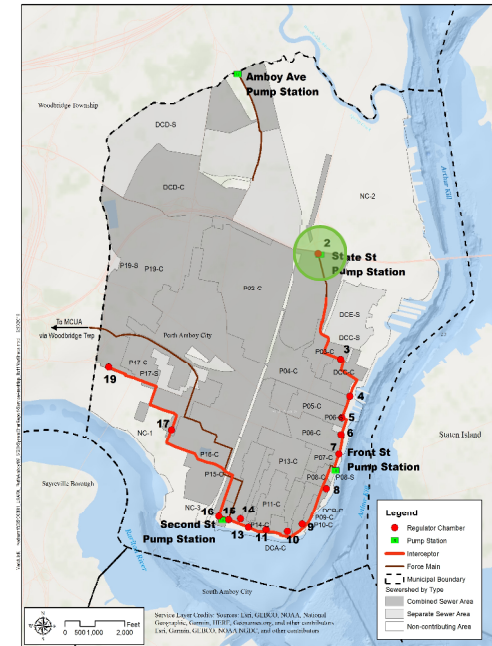 Amboy Ave
Pump Station
Woodbridge Township
DCD-S
DCD-C
NC-2
Arthur Kill
2
State St
Pump Station
P19-S
P19-C
DCE-S
DCC-S
To MCUA
via Woodbridge Twp
Perth Amboy City
3
P17-C
P17-S
P04-C
DCC-C
19
4
P05-C
5
17
P06-C
6
Staten Island
NC-1
P16-C
7
P07-C
Front St
Pump Station
P13-C
P15-C
P08-C
P08-S
Sayreville Borough
8
P11-C
NC-3
16
15
14
P09-C
P10-C
Second St
Pump Station
P14-C
9
13
11
10
DCA-C
Raritan River
South Amboy City
Legend
Regulator Chamber
Pump Station
Interceptor
Force Main
Municipal Boundary
Sewershed by Type
Combined Sewer Area
Separate Sewer Area
Non-contributing Area
Feet
0 500 1,000 2,000
Service Layer Credits: Sources: Esri, GEBCO, NOAA, National
Geographic, Garmin, HERE, Geonames.org, and other contributors
Esri, Garmin, GEBCO, NOAA NGDC, and other contributors